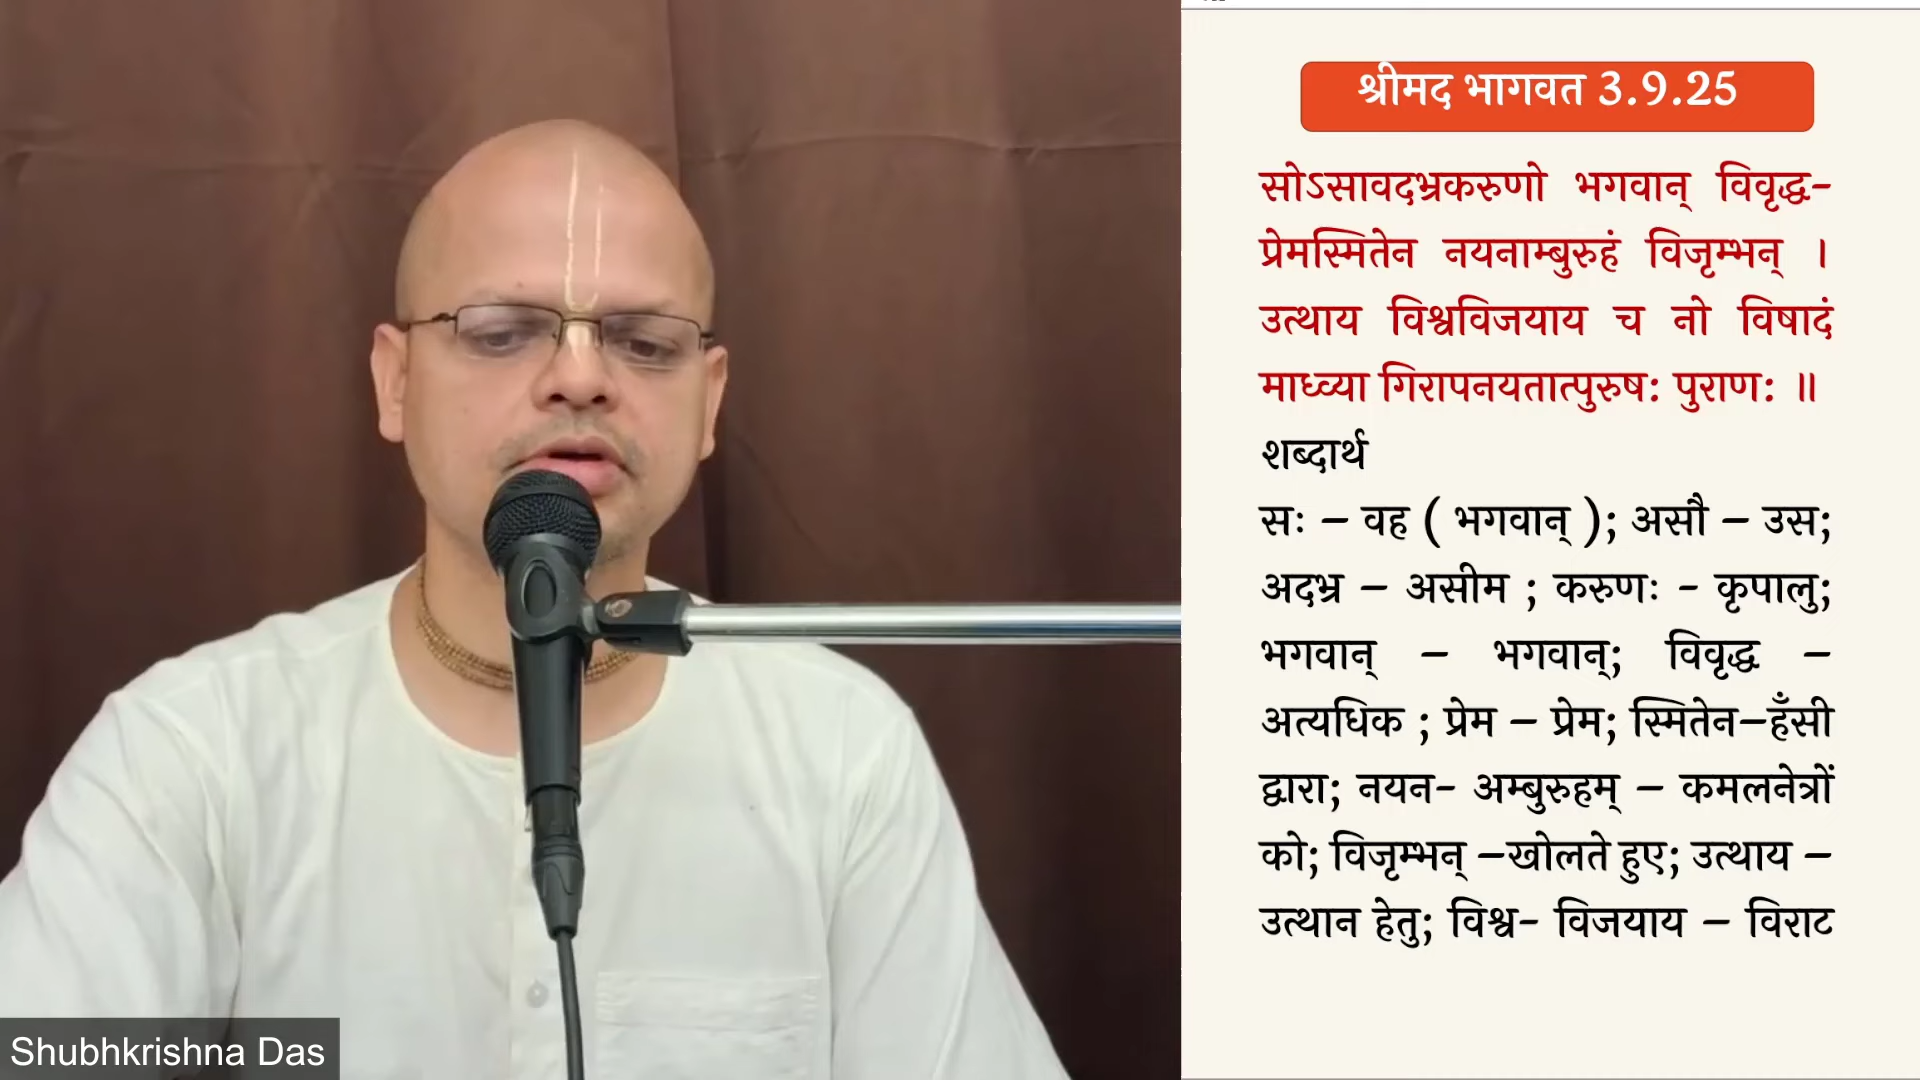 श्रीमद भागवत 3.9.25
सोऽसावदभ्रकरुणो भगवान् विवृद्ध-
प्रेमस्मितेन नयनाम्बुरुहं विजृम्भन् ।
उत्थाय विश्वविजयाय च नो विषादं
माध्व्या गिरापनयतात्पुरुषः पुराणः ॥
शब्दार्थ
सः – वह ( भगवान् ); असौ – उस;
अदभ्र – असीम ; करुणः - कृपालु;
भगवान् – भगवान्; विवृद्ध –
अत्यधिक ; प्रेम – प्रेम; स्मितेन–हँसी
द्वारा; नयन- अम्बुरुहम् – कमलनेत्रों
को; विजृम्भन् –खोलते हुए; उत्थाय –
उत्थान हेतु; विश्व- विजयाय – विराट
Shubhkrishna Das